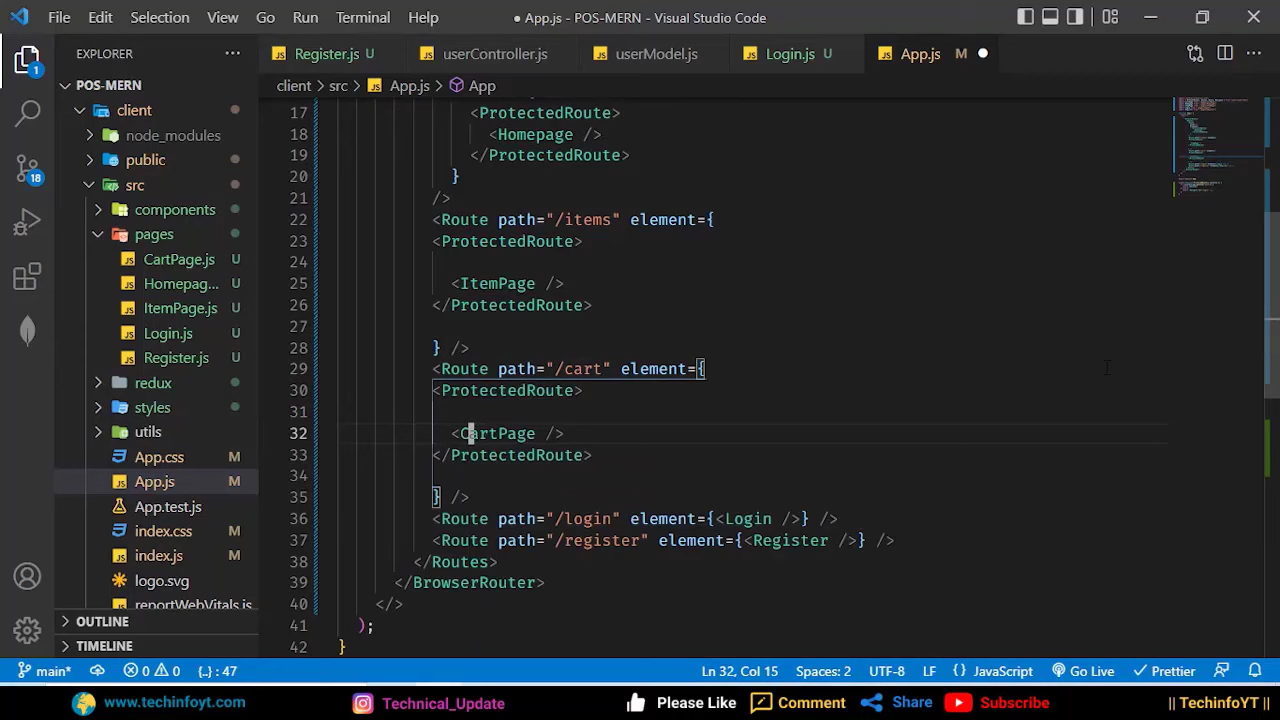 File Edit Selection View Go Run Terminal Help
● App.js - POS-MERN - Visual Studio Code
EXPLORER ...
Register.js U userController.js userModel.js Login.js U App.js M
POS-MERN
client > src > App.js > App
client
node_modules
public
src
components
pages
CartPage.js U
Homepag... U
ItemPage.js U
Login.js U
Register.js U
redux
styles
utils
App.css M
App.js M
App.test.js
index.css M
index.js M
logo.svg
reportWebVitals.js
OUTLINE
TIMELINE
1
18
17 <ProtectedRoute>
18 <Homepage />
19 </ProtectedRoute>
20 }
21 />
22 <Route path="/items" element={
23 <ProtectedRoute>
24
25 <ItemPage />
26 </ProtectedRoute>
27
28 } />
29 <Route path="/cart" element={
30 <ProtectedRoute>
31
32 <CartPage />
33 </ProtectedRoute>
34
35 } />
36 <Route path="/login" element={<Login />} />
37 <Route path="/register" element={<Register />} />
38 </Routes>
39 </BrowserRouter>
40 </>
41 );
42 }
main* 0 0 {..} : 47 Ln 32, Col 15 Spaces: 2 UTF-8 LF {} JavaScript Go Live Prettier
www.techinfoyt.com Technical_Update Please Like Comment Share Subscribe || TechinfoYT ||